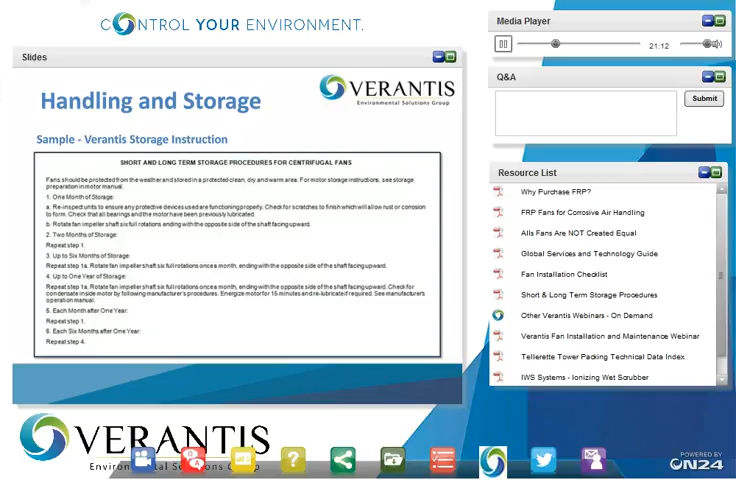 CONTROL YOUR ENVIRONMENT.
Slides
VERANTIS
Environmental Solutions Group
Handling and Storage
Sample - Verantis Storage Instruction
SHORT AND LONG TERM STORAGE PROCEDURES FOR CENTRIFUGAL FANS
Fans should be protected from the weather and stored in a protected clean, dry and warm area. For motor storage instructions, see storage
preparation in motor manual.
1. One Month of Storage:
a. Re-inspect units to ensure any protective devices used are functioning properly. Check for scratches to finish which will allow rust or corrosion
to form. Check that all bearings and the motor have been previously lubricated.
b. Rotate fan impeller shaft six full rotations ending with the opposite side of the shaft facing upward.
2. Two Months of Storage:
Repeat step 1.
3. Up to Six Months of Storage:
Repeat step 1a. Rotate fan impeller shaft six full rotations once a month, ending with the opposite side of the shaft facing upward.
4. Up to One Year of Storage:
Repeat step 1a. Rotate fan impeller shaft six full rotations once a month, ending with the opposite side of the shaft facing upward. Check for
condensate inside motor by following manufacturer's procedures. Energize motor for 15 minutes and re-lubricate if required. See manufacturer's
operation manual.
5. Each Month after One Year:
Repeat step 1.
6. Each Six Months after One Year:
Repeat step 4.
Media Player
21:12
Q&A
Submit
Resource List
Why Purchase FRP?
FRP Fans for Corrosive Air Handling
Alls Fans Are NOT Created Equal
Global Services and Technology Guide
Fan Installation Checklist
Short & Long Term Storage Procedures
Other Verantis Webinars - On Demand
Verantis Fan Installation and Maintenance Webinar
Tellerette Tower Packing Technical Data Index
IWS Systems - Ionizing Wet Scrubber
VERANTIS
Environmental Solutions Group
Q
A
?
POWERED BY
ON24